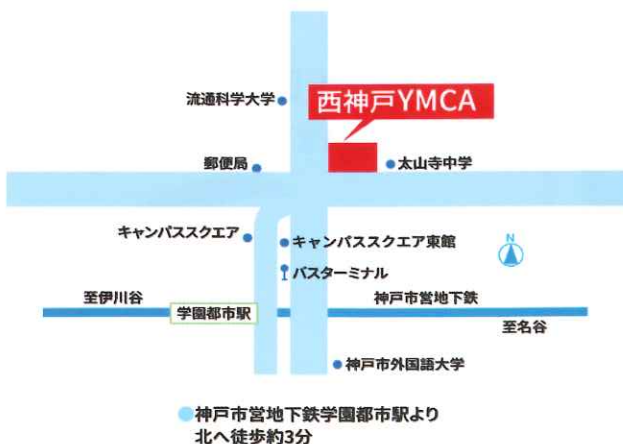 流通科学大学
西神戸YMCA
郵便局
太山寺中学
キャンパススクエア
キャンパススクエア東館
N
バスターミナル
至伊川谷
学園都市駅
神戸市営地下鉄
至名谷
神戸市外国語大学
神戸市営地下鉄学園都市駅より
北へ徒歩約3分